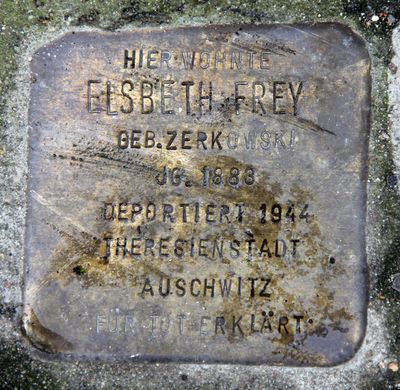 HIER WOHNTE
ELSBETH FREY
GEB. ZERKOWSKI
JG. 1883
DEPORTIERT 1944
THERESIENSTADT
AUSCHWITZ
FÜR TOT ERKLÄRT